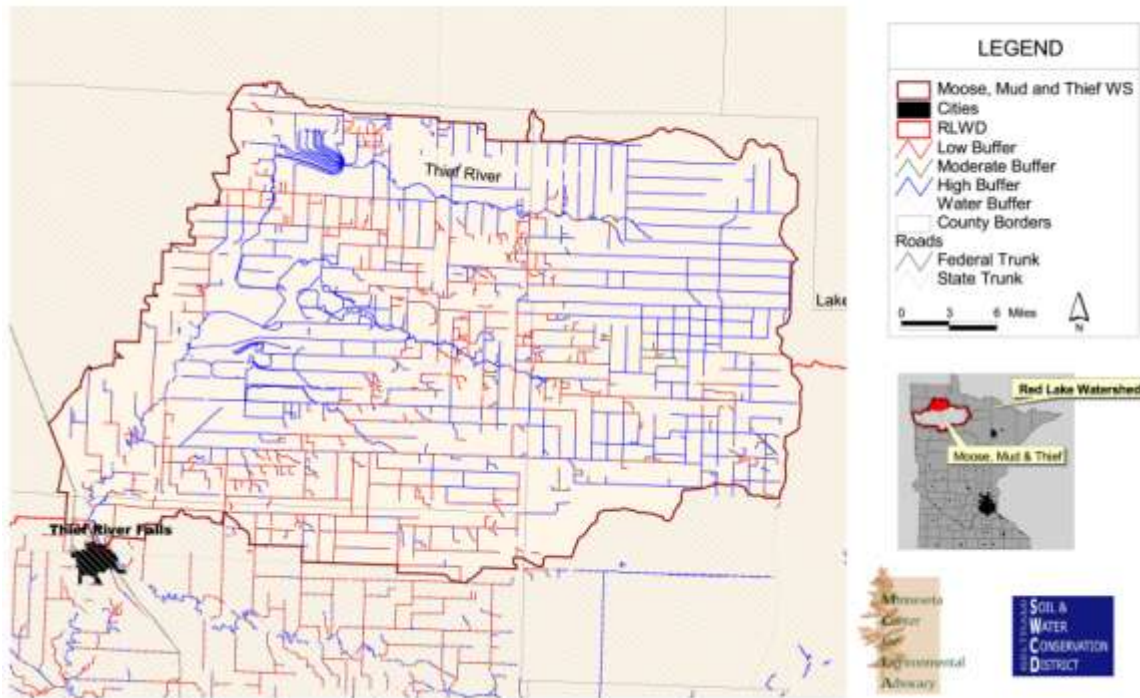 Thief River
Lake
Thief River Falls
LEGEND
Moose, Mud and Thief WS
Cities
RLWD
Low Buffer
Moderate Buffer
High Buffer
Water Buffer
County Borders
Roads
Federal Trunk
State Trunk
0 3 6 Miles
N
Red Lake Watershed
Moose, Mud & Thief
Minnesota
Center
for
Environmental
Advocacy
BELTRAMI
SOIL &
WATER
CONSERVATION
DISTRICT